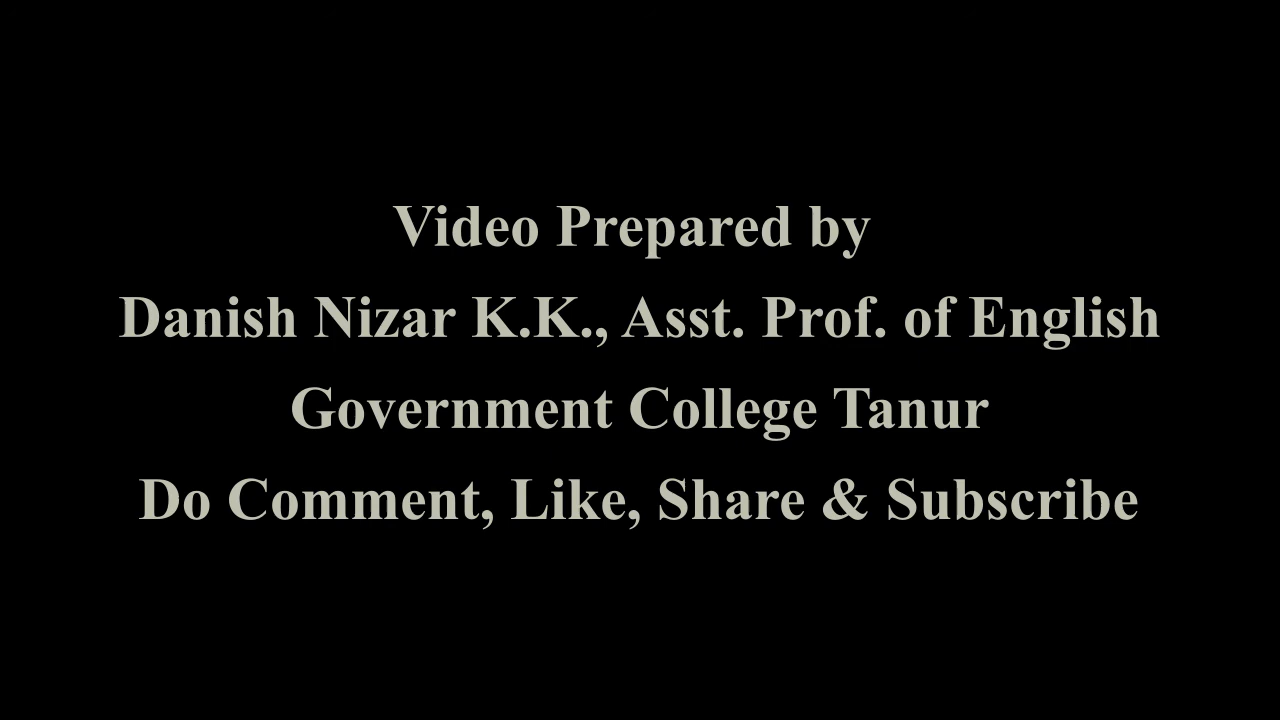 Video Prepared by
Danish Nizar K.K., Asst. Prof. of English
Government College Tanur
Do Comment, Like, Share & Subscribe